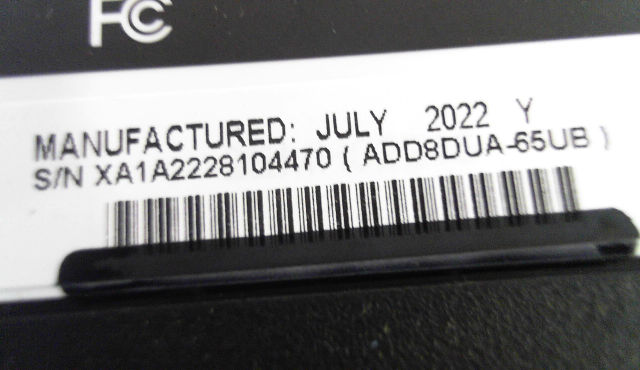 FC
MANUFACTURED: JULY 2022 Y
S/N XA1A2228104470 ( ADD8DUA-65UB )